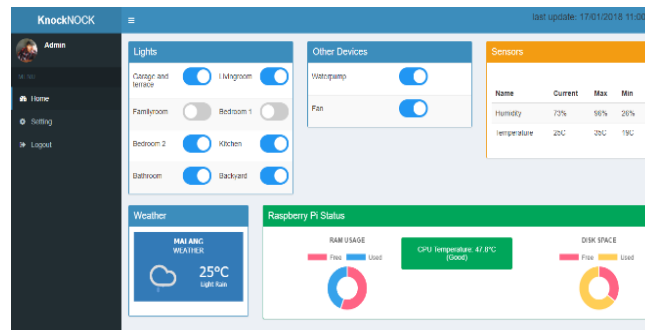 KnockNOCK
last update: 17/01/2018 11:00
Admin
Home
Setting
Logout
Lights
Garage and terrace
Livingroom
Familyroom
Bedroom 1
Bedroom 2
Kitchen
Bathroom
Backyard
Other Devices
Waterpump
Fan
Sensors
Name Current Max Min
Humidity 73% 96% 26%
Temperature 25C 35C 19C
Weather
MALANG
WEATHER
25°C
Light Rain
Raspberry Pi Status
RAM USAGE
Free Used
CPU Temperature: 47.8°C
(Good)
DISK SPACE
Free Used